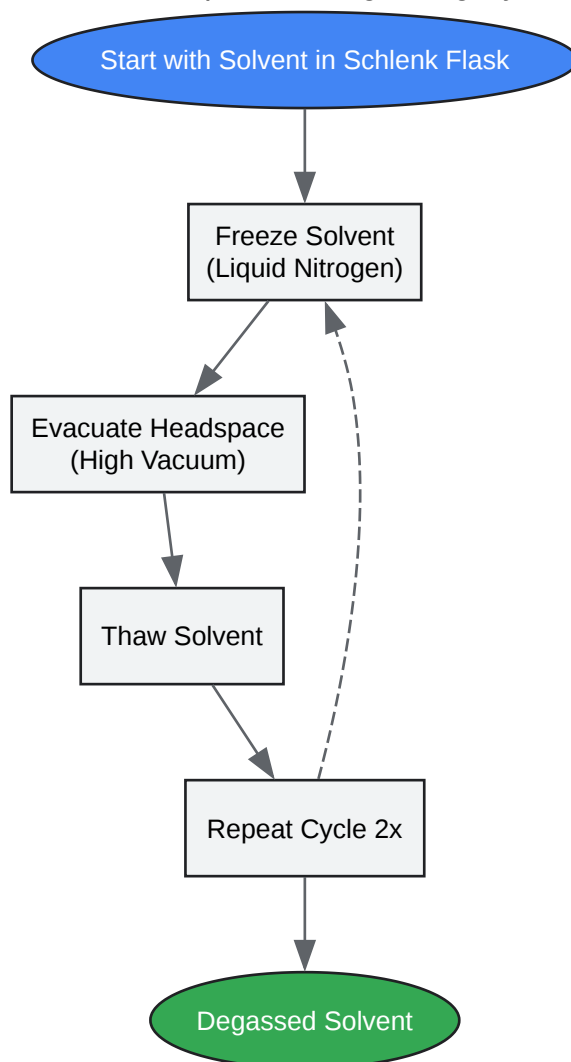 Start with Solvent in Schlenk Flask
Freeze Solvent
(Liquid Nitrogen)
Evacuate Headspace
(High Vacuum)
Thaw Solvent
Repeat Cycle 2x
Degassed Solvent